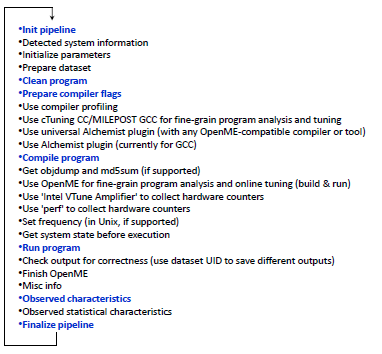 •Init pipeline
•Detected system information
•Initialize parameters
•Prepare dataset
•Clean program
•Prepare compiler flags
•Use compiler profiling
•Use cTuning CC/MILEPOST GCC for fine-grain program analysis and tuning
•Use universal Alchemist plugin (with any OpenME-compatible compiler or tool)
•Use Alchemist plugin (currently for GCC)
•Compile program
•Get objdump and md5sum (if supported)
•Use OpenME for fine-grain program analysis and online tuning (build & run)
•Use 'Intel VTune Amplifier' to collect hardware counters
•Use 'perf' to collect hardware counters
•Set frequency (in Unix, if supported)
•Get system state before execution
•Run program
•Check output for correctness (use dataset UID to save different outputs)
•Finish OpenME
•Misc info
•Observed characteristics
•Observed statistical characteristics
•Finalize pipeline